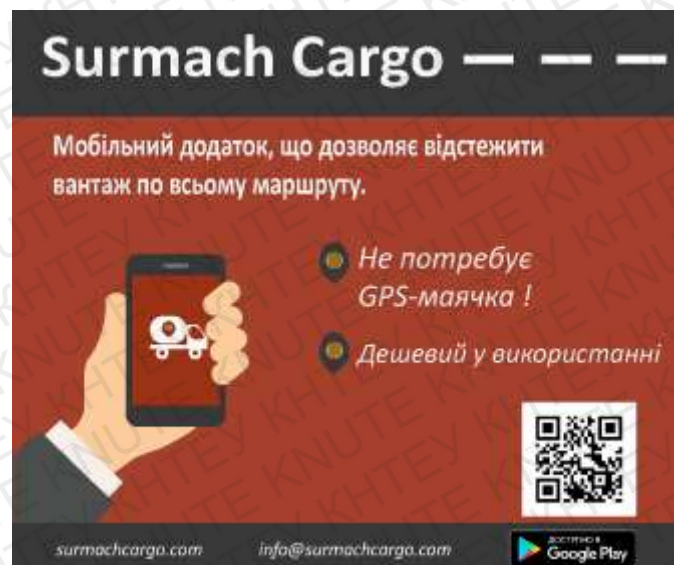 Surmach Cargo
Мобільний додаток, що дозволяє відстежити
вантаж по всьому маршруту.
Не потребує
GPS-маячка !
Дешевий у використанні
surmachcargo.com info@surmachcargo.com
ДОСТУПНО В
Google Play